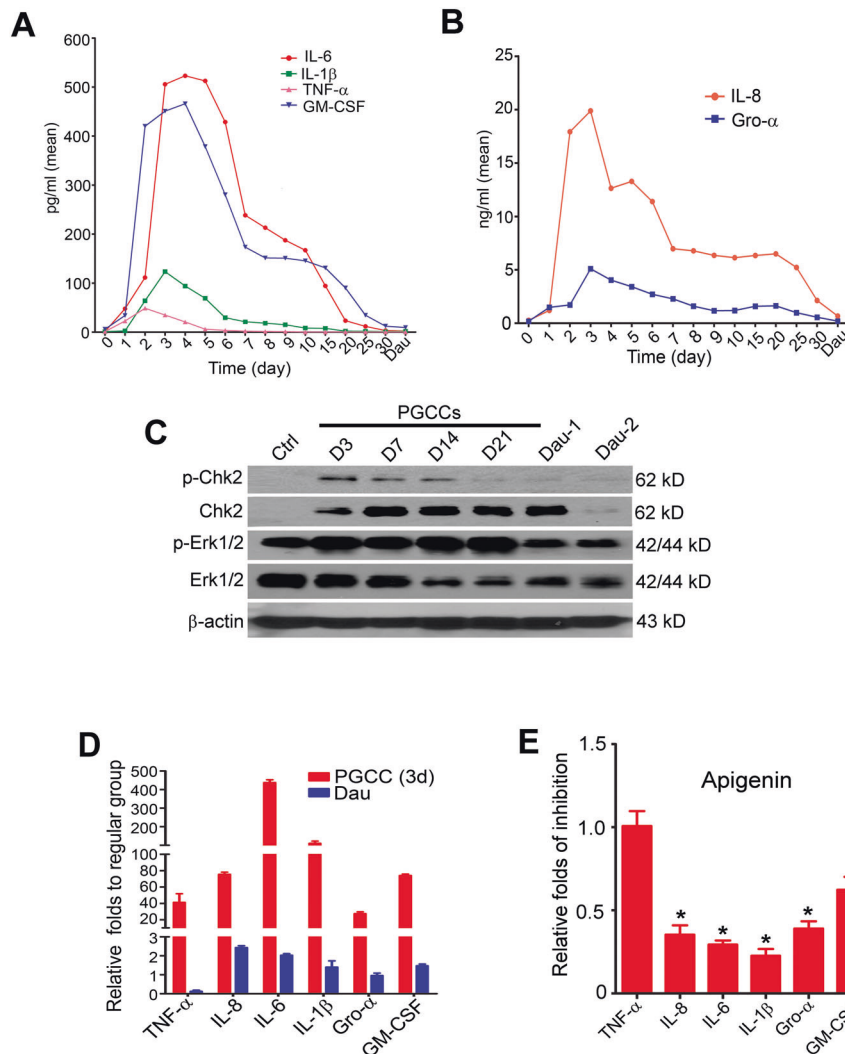 A
600
500
400
300
200
100
0
pg/ml (mean)
IL-6
IL-1β
TNF-α
GM-CSF
0 1 2 3 4 5 6 7 8 9 10 15 20 25 30 Dau
Time (day)
B
25
20
15
10
5
0
ng/ml (mean)
IL-8
Gro-α
0 1 2 3 4 5 6 7 8 9 10 15 20 25 30 Dau
Time (day)
C
PGCCs
Ctrl D3 D7 D14 D21 Dau-1 Dau-2
p-Chk2 62 kD
Chk2 62 kD
p-Erk1/2 42/44 kD
Erk1/2 42/44 kD
β-actin 43 kD
D
500
400
300
200
100
80
60
40
20
3
2
1
0
Relative folds to regular group
PGCC (3d)
Dau
TNF-α IL-8 IL-6 IL-1β Gro-α GM-CSF
E
Apigenin
1.5
1.0
0.5
0.0
Relative folds of inhibition
* * * *
TNF-α IL-8 IL-6 IL-1β Gro-α